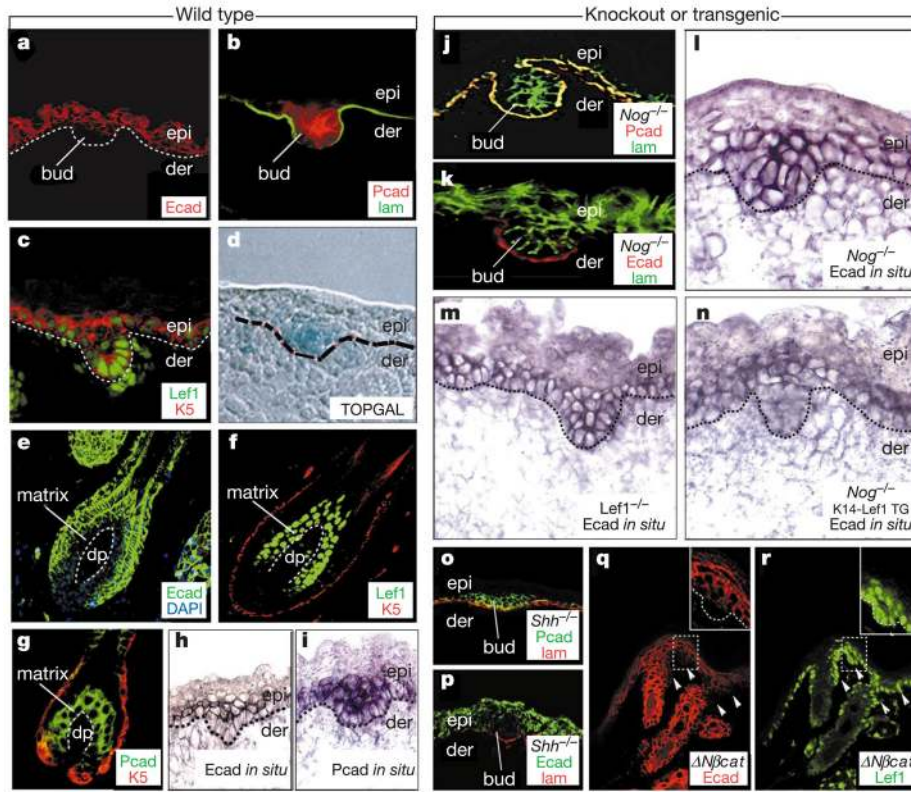 Wild type
Knockout or transgenic
a
epi
bud
der
Ecad
b
epi
der
bud
Pcad
lam
c
epi
der
Lef1
K5
d
epi
der
TOPGAL
e
matrix
dp
Ecad
DAPI
f
matrix
dp
Lef1
K5
g
matrix
dp
Pcad
K5
h
Ecad in situ
i
epi
der
Pcad in situ
j
epi
der
bud
Nog–/–
Pcad
lam
k
epi
bud
der
Nog–/–
Ecad
lam
l
epi
der
Nog–/–
Ecad in situ
m
epi
der
Lef1–/–
Ecad in situ
n
epi
der
Nog–/–
K14-Lef1 TG
Ecad in situ
o
epi
der
bud
Shh–/–
Pcad
lam
p
epi
der
bud
Shh–/–
Ecad
lam
q
ΔNβcat
Ecad
r
ΔNβcat
Lef1